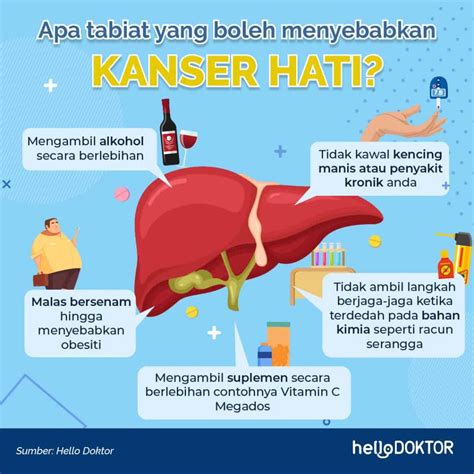 Apa tabiat yang boleh menyebabkan
KANSER HATI?
Mengambil alkohol
secara berlebihan
Tidak kawal kencing
manis atau penyakit
kronik anda
Malas bersenam
hingga
menyebabkan
obesiti
Tidak ambil langkah
berjaga-jaga ketika
terdedah pada bahan
kimia seperti racun
serangga
Mengambil suplemen secara
berlebihan contohnya Vitamin C
Megados
Sumber: Hello Doktor
helloDOKTOR